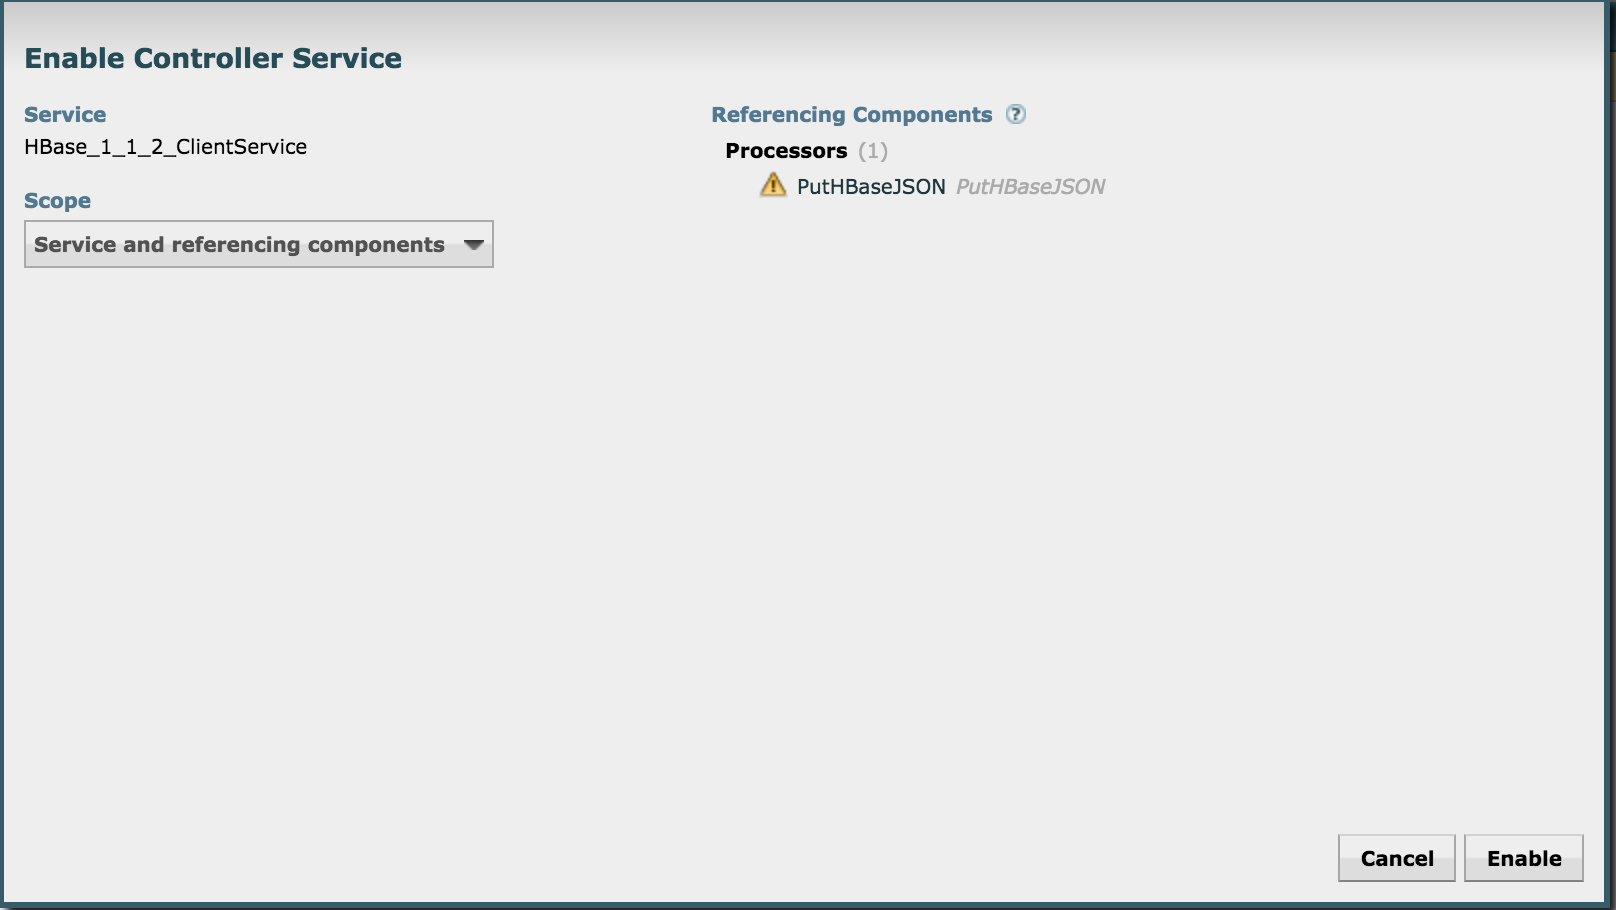 Enable Controller Service
Service
HBase_1_1_2_ClientService
Scope
Service and referencing components
Referencing Components ?
Processors (1)
PutHBaseJSON PutHBaseJSON
Cancel
Enable